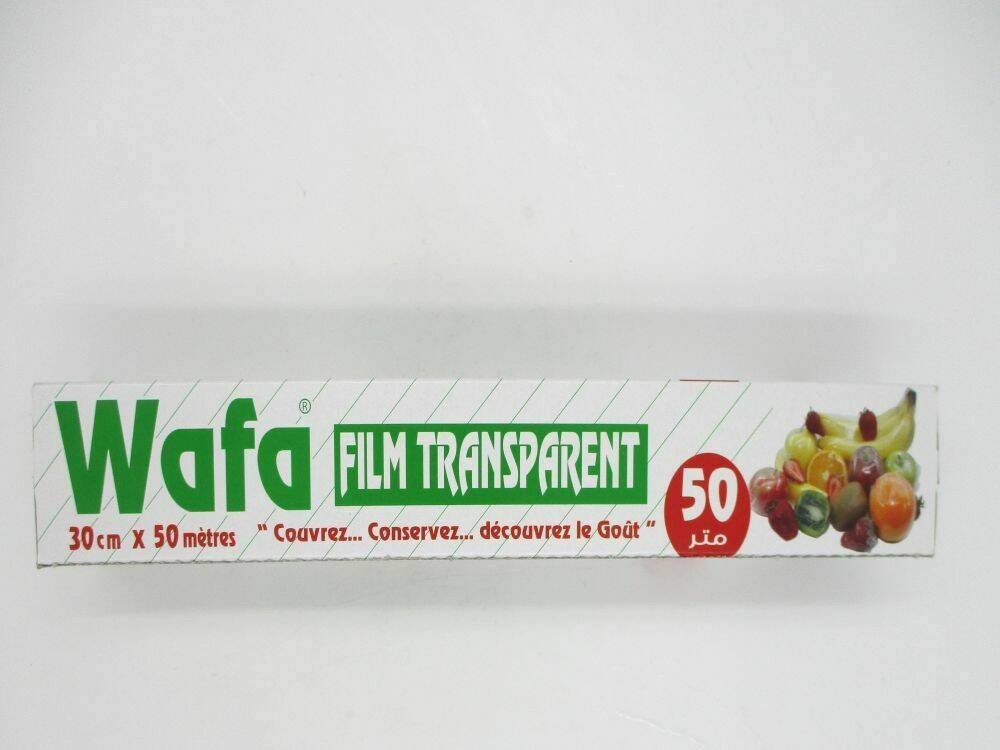 Wafa®
FILM TRANSPARENT
30cm X 50 mètres
" Couvrez... Conservez... découvrez le Goût "
50
متر